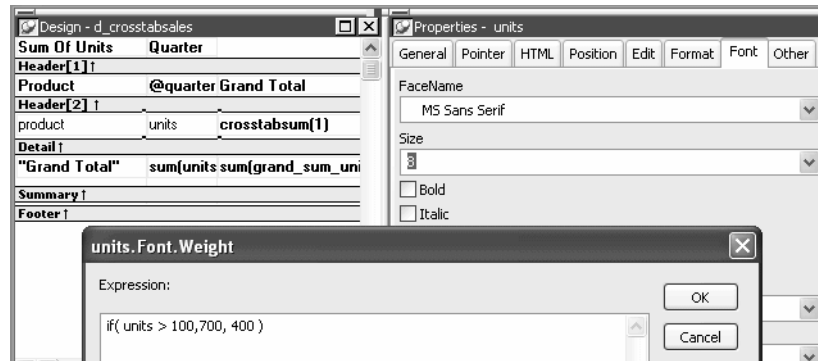 Design - d_crosstabsales
Sum Of Units Quarter
Header[1]↑
Product @quarter Grand Total
Header[2] ↑
product units crosstabsum(1)
Detail↑
"Grand Total" sum(units sum(grand_sum_uni
Summary↑
Footer↑
Properties - units
General Pointer HTML Position Edit Format Font Other
FaceName
MS Sans Serif
Size
8
Bold
Italic
units.Font.Weight
Expression:
if( units > 100,700, 400 )
OK
Cancel